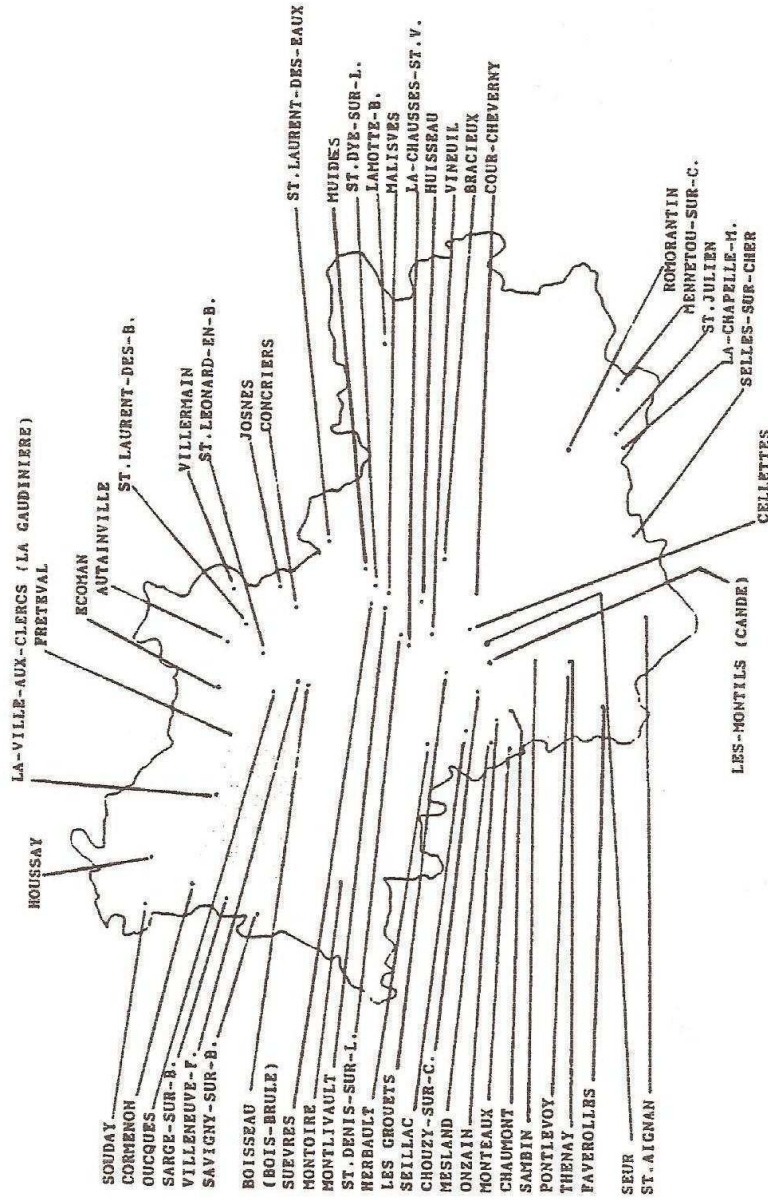 SOUDAY
CORMENON
OUCQUES
SARGE-SUR-B.
VILLENEUVE-F.
SAVIGNY-SUR-B.
BOISSEAU
(BOIS-BRULE)
SUEVRES
MONTOIRE
MONTLIVAULT
ST.DENIS-SUR-L.
HERBAULT
LES GROUETS
SEILLAC
CHOUZY-SUR-C.
MESLAND
ONZAIN
MONTEAUX
CHAUMONT
SAMBIN
PONTLEVOY
THENAY
FAVEROLLES
SEUR
ST.AIGNAN
HOUSSAY
LA-VILLE-AUX-CLERCS (LA GAUDINIERE)
FRETEVAL
ECOMAN
AUTAINVILLE
ST.LAURENT-DES-B.
VILLERMAIN
ST.LEONARD-EN-B.
JOSNES
CONCRIERS
ST.LAURENT-DES-EAUX
MUIDES
ST.DYE-SUR-L.
LAMOTTE-B.
MALISVES
LA-CHAUSSES-ST.V.
HUISSEAU
VINEUIL
BRACIEUX
COUR-CHEVERNY
ROMORANTIN
MENNETOU-SUR-C.
ST.JULIEN
LA-CHAPELLE-M.
SELLES-SUR-CHER
CELLETTES
LES-MONTILS (CANDE)